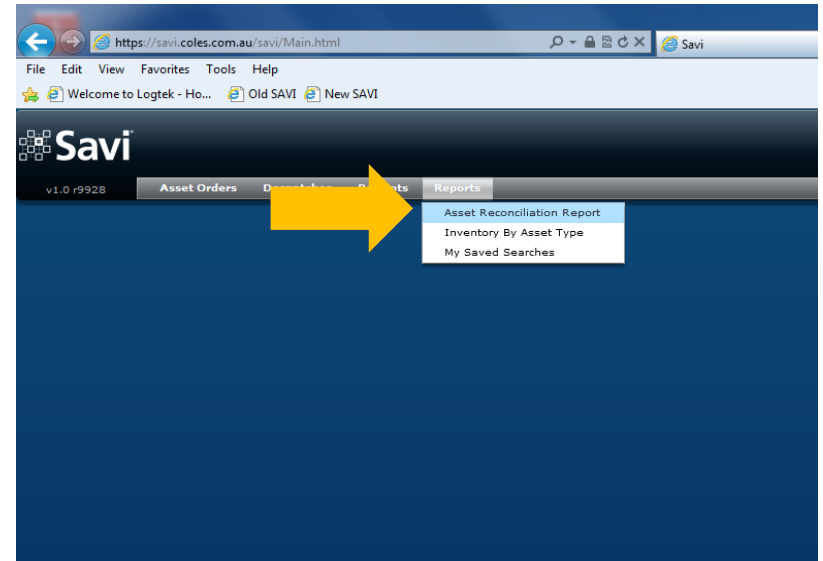 https://savi.coles.com.au/savi/Main.html Savi
File Edit View Favorites Tools Help
Welcome to Logtek - Ho... Old SAVI New SAVI
Savi
v1.0 r9928 Asset Orders Reports
Asset Reconciliation Report
Inventory By Asset Type
My Saved Searches